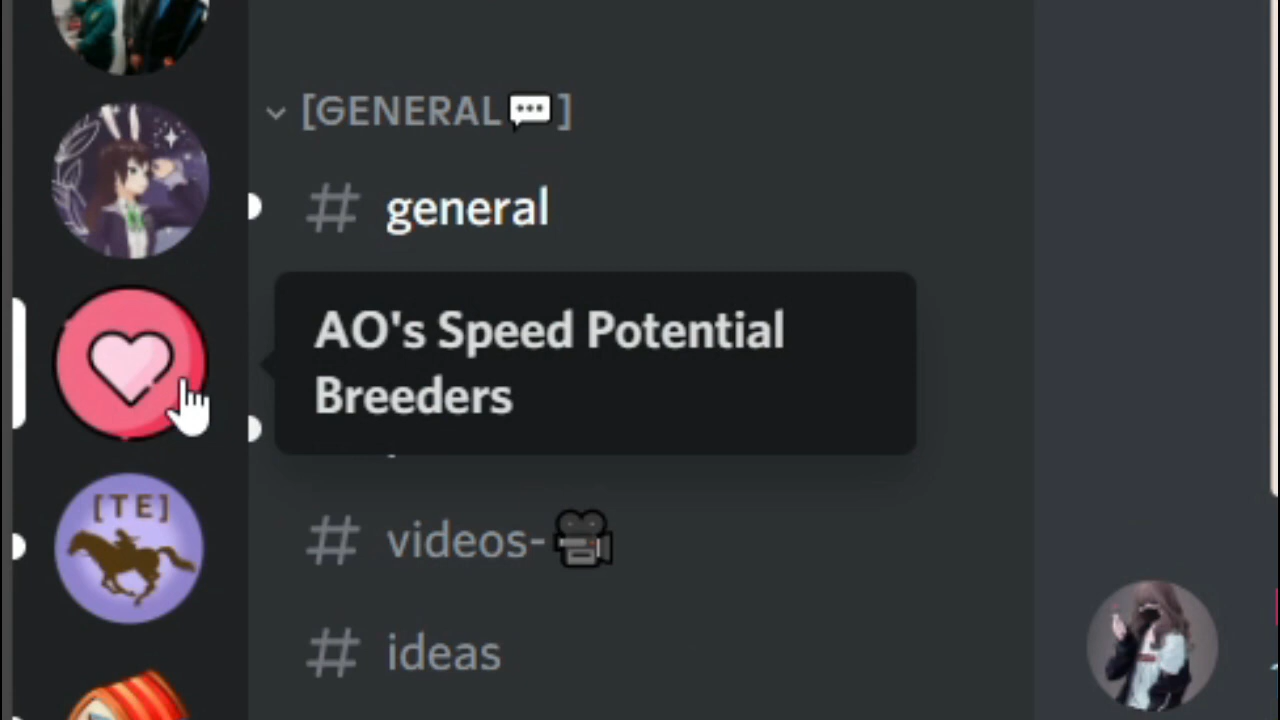 [GENERAL💬]
# general
AO's Speed Potential
Breeders
[TE]
# videos-🎥
# ideas